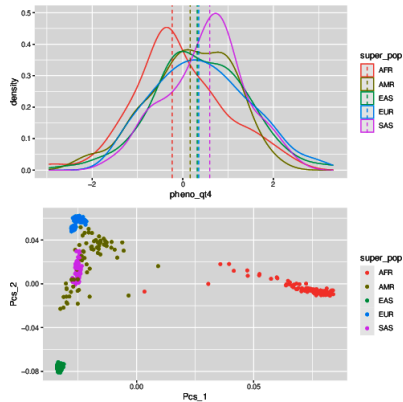 super_pop
AFR
AMR
EAS
EUR
SAS
density
0.5
0.4
0.3
0.2
0.1
0.0
-2
0
2
pheno_qt4
super_pop
AFR
AMR
EAS
EUR
SAS
Pcs_2
0.04
0.00
-0.04
-0.08
0.00
0.05
Pcs_1